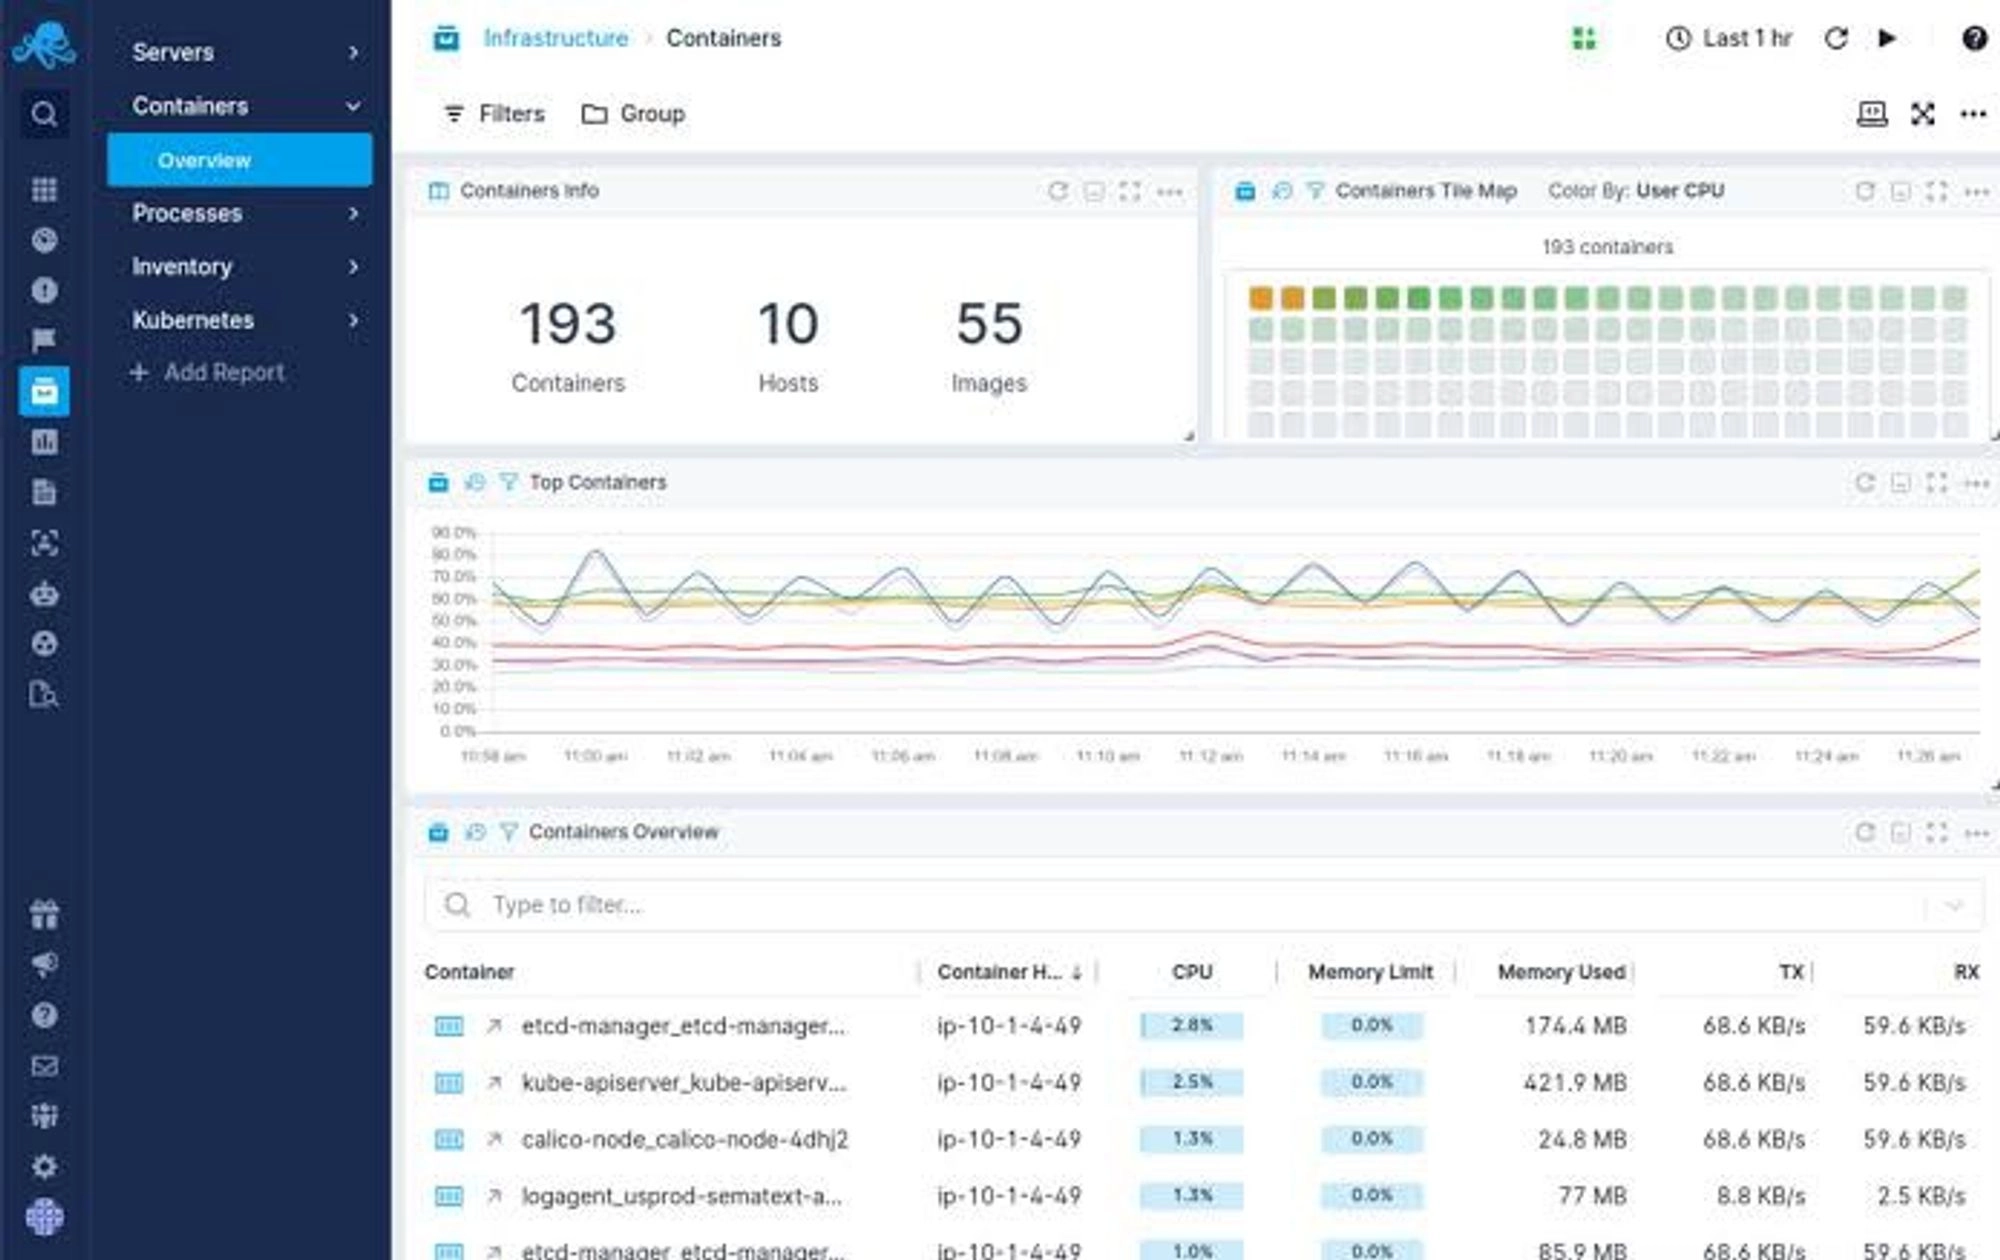 Servers
Containers
Overview
Processes
Inventory
Kubernetes
+ Add Report
Infrastructure › Containers
Last 1 hr
Filters Group
Containers Info
193 10 55
Containers Hosts Images
Containers Tile Map Color By: User CPU
193 containers
Top Containers
90.0%
80.0%
70.0%
60.0%
50.0%
40.0%
30.0%
20.0%
10.0%
0.0%
10:58 am 11:00 am 11:02 am 11:04 am 11:06 am 11:08 am 11:10 am 11:12 am 11:14 am 11:16 am 11:18 am 11:20 am 11:22 am 11:24 am 11:26 am
Containers Overview
Type to filter...
Container Container H... ↓ CPU Memory Limit Memory Used TX RX
etcd-manager_etcd-manager... ip-10-1-4-49 2.8% 0.0% 174.4 MB 68.6 KB/s 59.6 KB/s
kube-apiserver_kube-apiserv... ip-10-1-4-49 2.5% 0.0% 421.9 MB 68.6 KB/s 59.6 KB/s
calico-node_calico-node-4dhj2 ip-10-1-4-49 1.3% 0.0% 24.8 MB 68.6 KB/s 59.6 KB/s
logagent_usprod-sematext-a... ip-10-1-4-49 1.3% 0.0% 77 MB 8.8 KB/s 2.5 KB/s
etcd-manager_etcd-manager... ip-10-1-4-49 1.0% 0.0% 85.9 MB 68.6 KB/s 59.6 KB/s